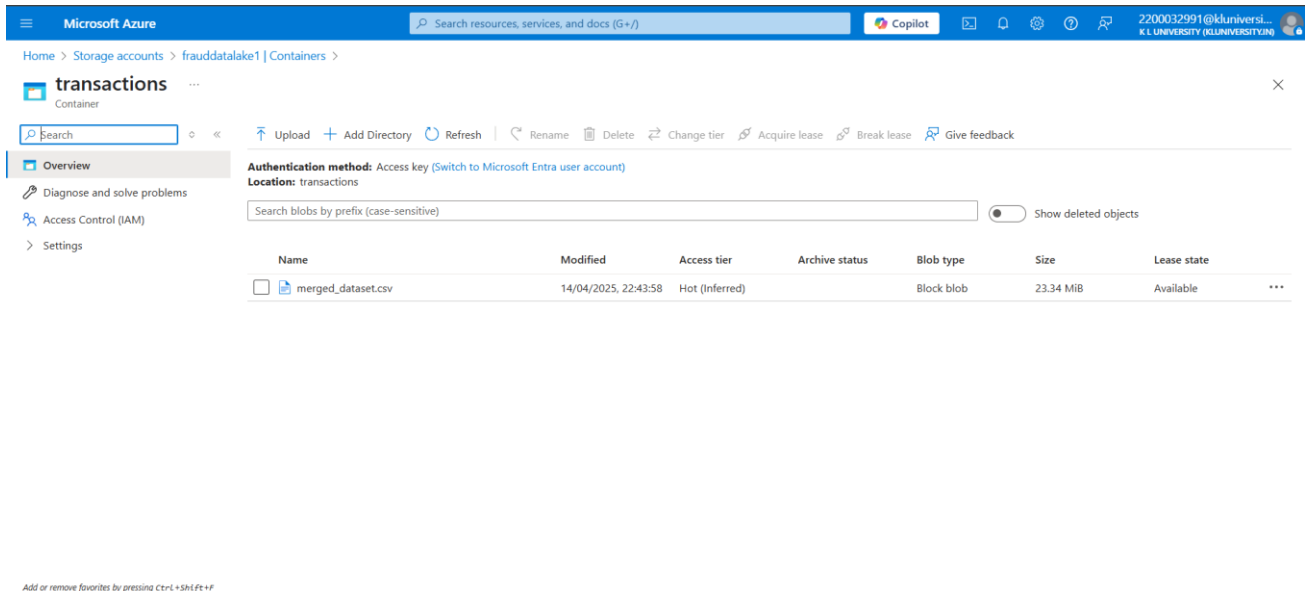 Microsoft Azure
Search resources, services, and docs (G+/)
Copilot
2200032991@kluniversi...
K L UNIVERSITY (KLUNIVERSITY.IN)
Home > Storage accounts > frauddatalake1 | Containers >
transactions ...
Container
Search
Upload Add Directory Refresh Rename Delete Change tier Acquire lease Break lease Give feedback
Overview
Diagnose and solve problems
Access Control (IAM)
Settings
Authentication method: Access key (Switch to Microsoft Entra user account)
Location: transactions
Search blobs by prefix (case-sensitive)
Show deleted objects
Name Modified Access tier Archive status Blob type Size Lease state
merged_dataset.csv 14/04/2025, 22:43:58 Hot (Inferred) Block blob 23.34 MiB Available ...
Add or remove favorites by pressing Ctrl+Shift+F